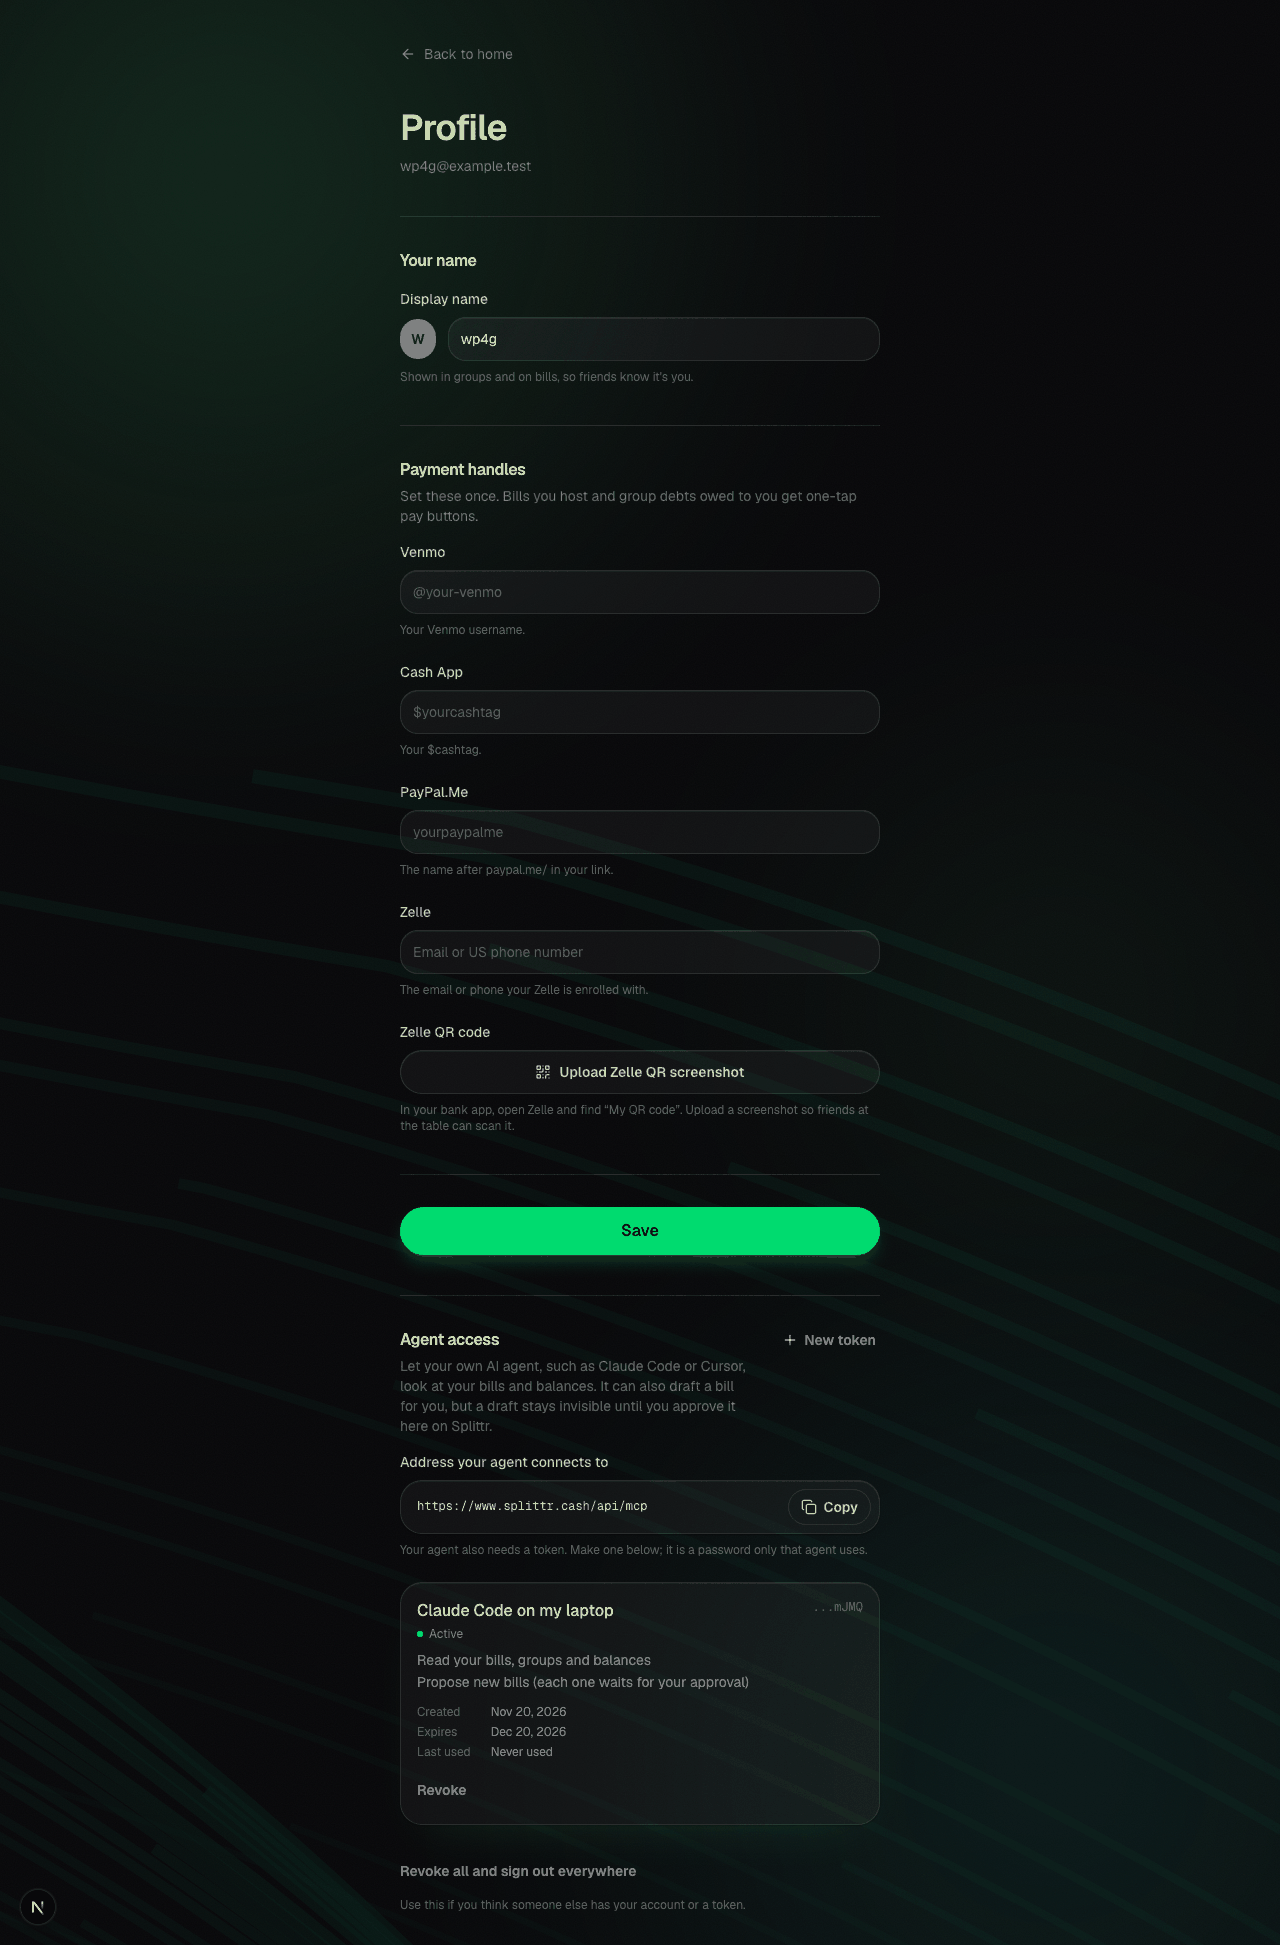 Back to home
Profile
wp4g@example.test
Your name
Display name
W
wp4g
Shown in groups and on bills, so friends know it's you.
Payment handles
Set these once. Bills you host and group debts owed to you get one-tap
pay buttons.
Venmo
@your-venmo
Your Venmo username.
Cash App
$yourcashtag
Your $cashtag.
PayPal.Me
yourpaypalme
The name after paypal.me/ in your link.
Zelle
Email or US phone number
The email or phone your Zelle is enrolled with.
Zelle QR code
Upload Zelle QR screenshot
In your bank app, open Zelle and find “My QR code”. Upload a screenshot so friends at
the table can scan it.
Save
Agent access
New token
Let your own AI agent, such as Claude Code or Cursor,
look at your bills and balances. It can also draft a bill
for you, but a draft stays invisible until you approve it
here on Splittr.
Address your agent connects to
https://www.splittr.cash/api/mcp
Copy
Your agent also needs a token. Make one below; it is a password only that agent uses.
Claude Code on my laptop
...mJMQ
Active
Read your bills, groups and balances
Propose new bills (each one waits for your approval)
Created Nov 20, 2026
Expires Dec 20, 2026
Last used Never used
Revoke
Revoke all and sign out everywhere
Use this if you think someone else has your account or a token.
N